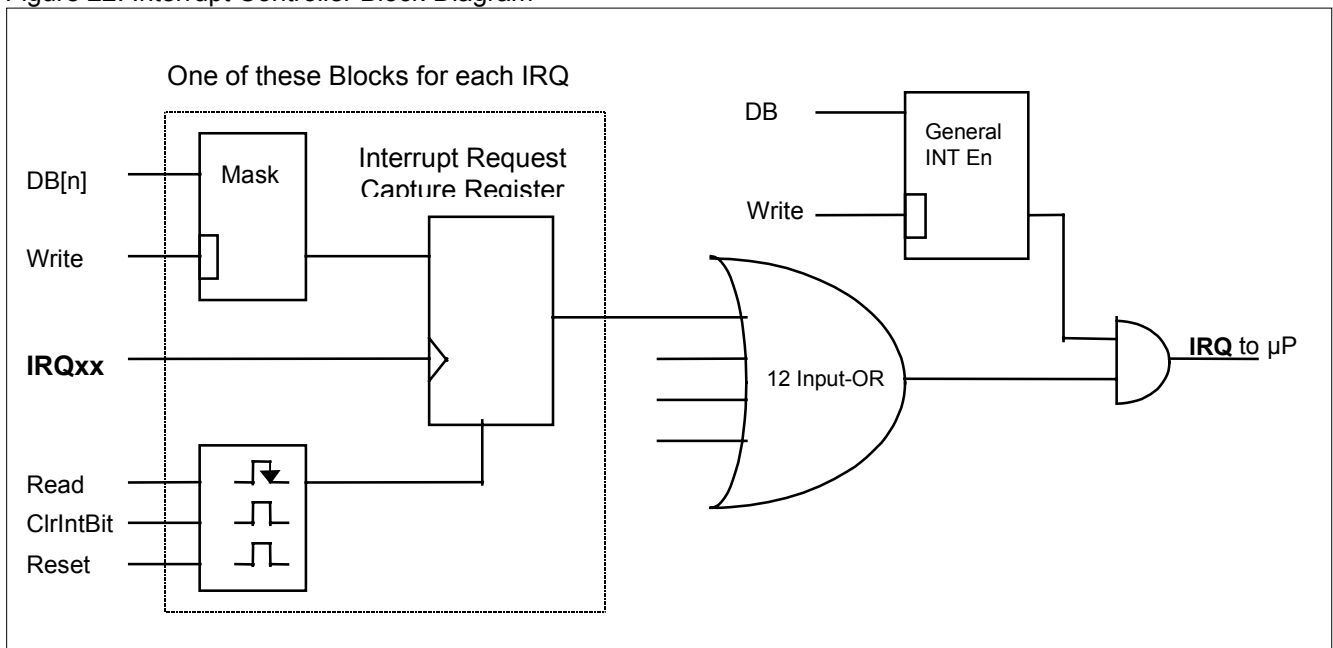 Figure 22. Interrupt Controller Block Diagram
One of these Blocks for each IRQ
DB[n]
Write
Mask
Interrupt Request
Capture Register
IRQxx
Read
ClrIntBit
Reset
DB
Write
General
INT En
12 Input-OR
IRQ to µP